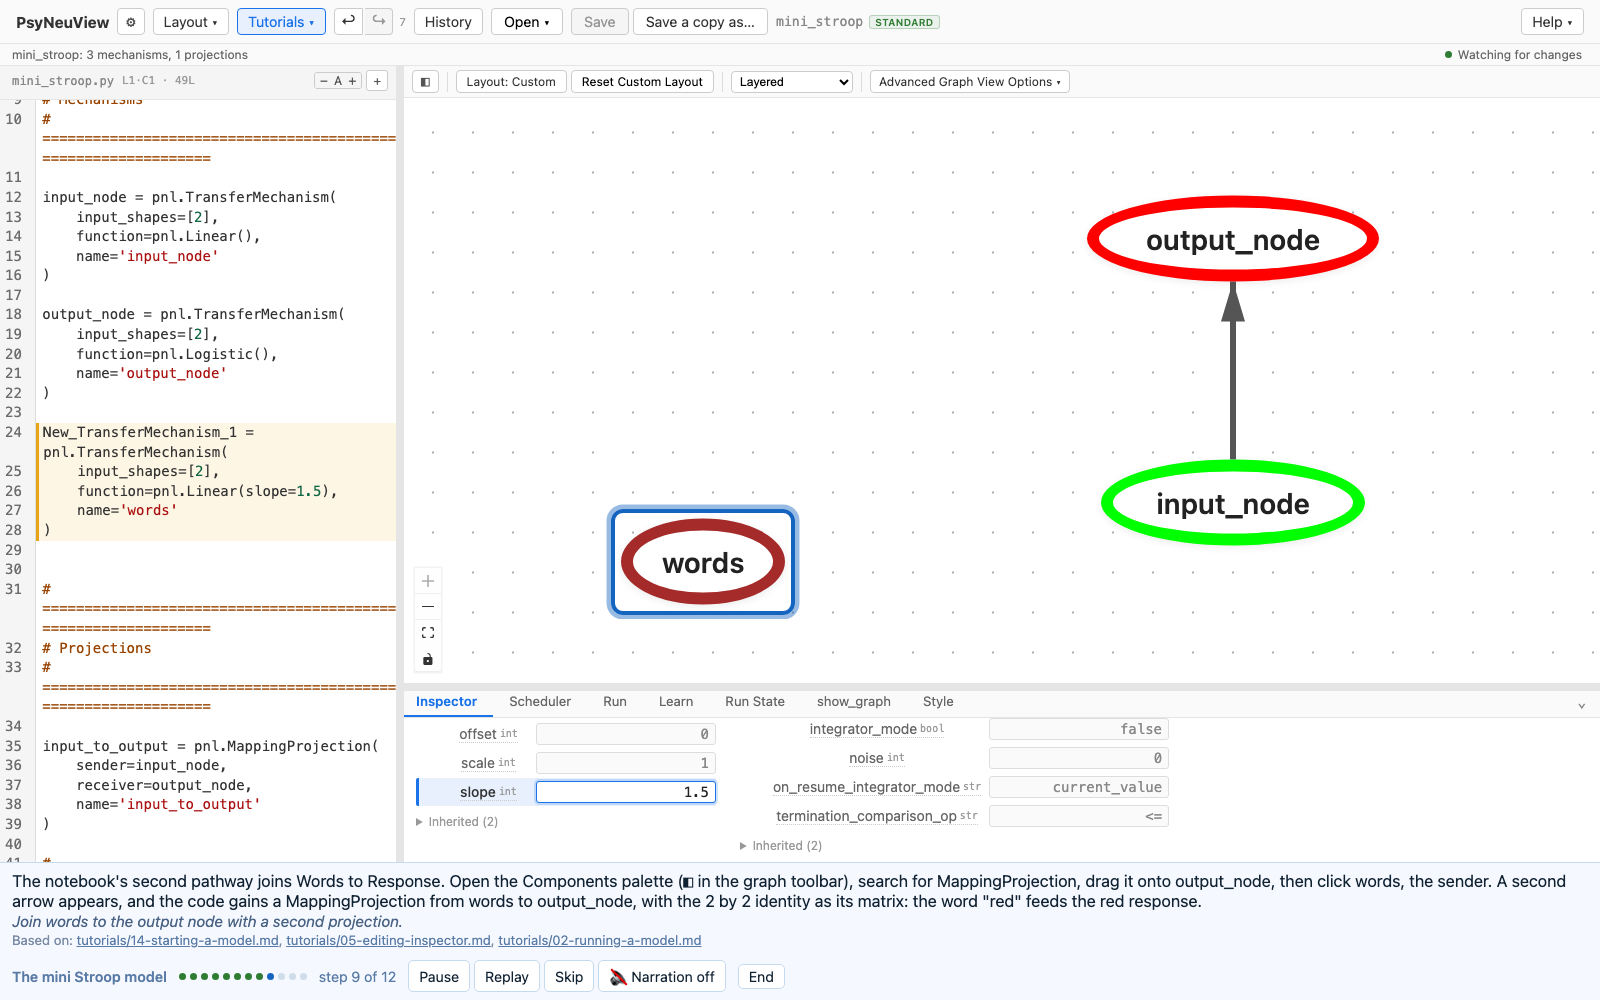 PsyNeuView ⚙ Layout ▾ Tutorials ▾ ↩ ↪ 7 History Open ▾ Save Save a copy as... mini_stroop STANDARD Help ▾
mini_stroop: 3 mechanisms, 1 projections Watching for changes
mini_stroop.py L1:C1 · 49L − A + +
Layout: Custom Reset Custom Layout Layered Advanced Graph View Options ▾
9 # Mechanisms
10 #
==========================================
====================
11
12 input_node = pnl.TransferMechanism(
13 input_shapes=[2],
14 function=pnl.Linear(),
15 name='input_node'
16 )
17
18 output_node = pnl.TransferMechanism(
19 input_shapes=[2],
20 function=pnl.Logistic(),
21 name='output_node'
22 )
23
24 New_TransferMechanism_1 =
pnl.TransferMechanism(
25 input_shapes=[2],
26 function=pnl.Linear(slope=1.5),
27 name='words'
28 )
29
30
31 #
==========================================
====================
32 # Projections
33 #
==========================================
====================
34
35 input_to_output = pnl.MappingProjection(
36 sender=input_node,
37 receiver=output_node,
38 name='input_to_output'
39 )
40
41 #
output_node
input_node
words
Inspector Scheduler Run Learn Run State show_graph Style
offset int 0
scale int 1
slope int 1.5
▶ Inherited (2)
integrator_mode bool false
noise int 0
on_resume_integrator_mode str current_value
termination_comparison_op str <=
▶ Inherited (2)
The notebook's second pathway joins Words to Response. Open the Components palette (◧ in the graph toolbar), search for MappingProjection, drag it onto output_node, then click words, the sender. A second
arrow appears, and the code gains a MappingProjection from words to output_node, with the 2 by 2 identity as its matrix: the word "red" feeds the red response.
Join words to the output node with a second projection.
Based on: tutorials/14-starting-a-model.md, tutorials/05-editing-inspector.md, tutorials/02-running-a-model.md
The mini Stroop model step 9 of 12 Pause Replay Skip Narration off End